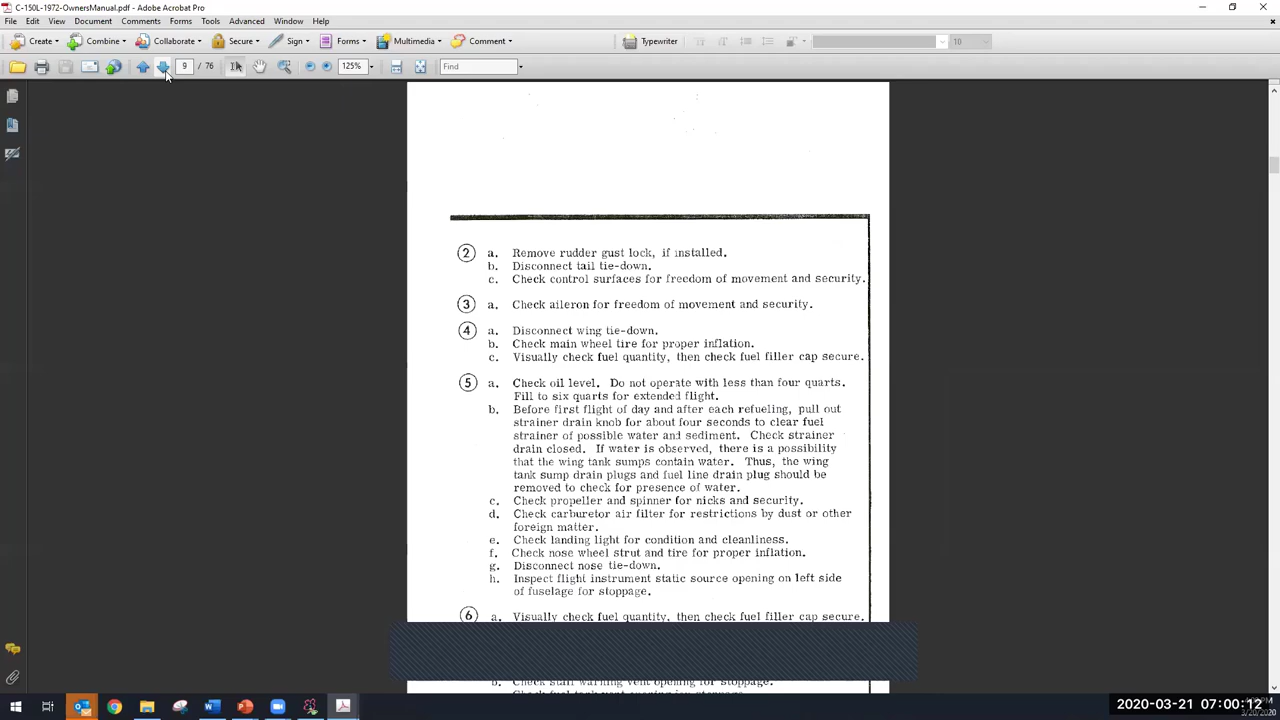 C-150L-1972-OwnersManual.pdf - Adobe Acrobat Pro
File Edit View Document Comments Forms Tools Advanced Window Help
Create Combine Collaborate Secure Sign Forms Multimedia Comment Typewriter 10
9 / 76 125% Find
2 a. Remove rudder gust lock, if installed.
b. Disconnect tail tie-down.
c. Check control surfaces for freedom of movement and security.
3 a. Check aileron for freedom of movement and security.
4 a. Disconnect wing tie-down.
b. Check main wheel tire for proper inflation.
c. Visually check fuel quantity, then check fuel filler cap secure.
5 a. Check oil level. Do not operate with less than four quarts.
Fill to six quarts for extended flight.
b. Before first flight of day and after each refueling, pull out
strainer drain knob for about four seconds to clear fuel
strainer of possible water and sediment. Check strainer
drain closed. If water is observed, there is a possibility
that the wing tank sumps contain water. Thus, the wing
tank sump drain plugs and fuel line drain plug should be
removed to check for presence of water.
c. Check propeller and spinner for nicks and security.
d. Check carburetor air filter for restrictions by dust or other
foreign matter.
e. Check landing light for condition and cleanliness.
f. Check nose wheel strut and tire for proper inflation.
g. Disconnect nose tie-down.
h. Inspect flight instrument static source opening on left side
of fuselage for stoppage.
6 a. Visually check fuel quantity, then check fuel filler cap secure.
b. Check stall warning vent opening for stoppage.
2020-03-21 07:00:12